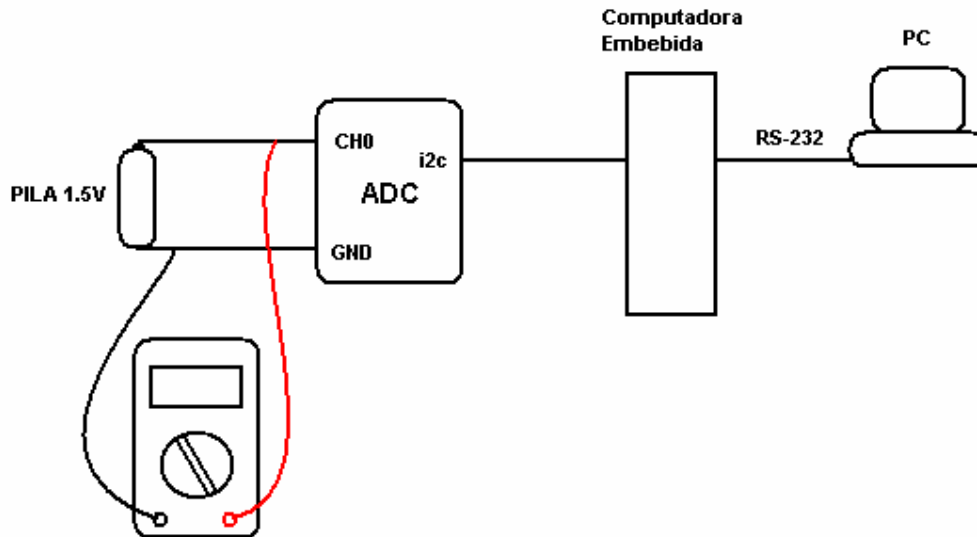 Computadora
Embebida
PC
CH0
RS-232
i2c
PILA 1.5V
ADC
GND